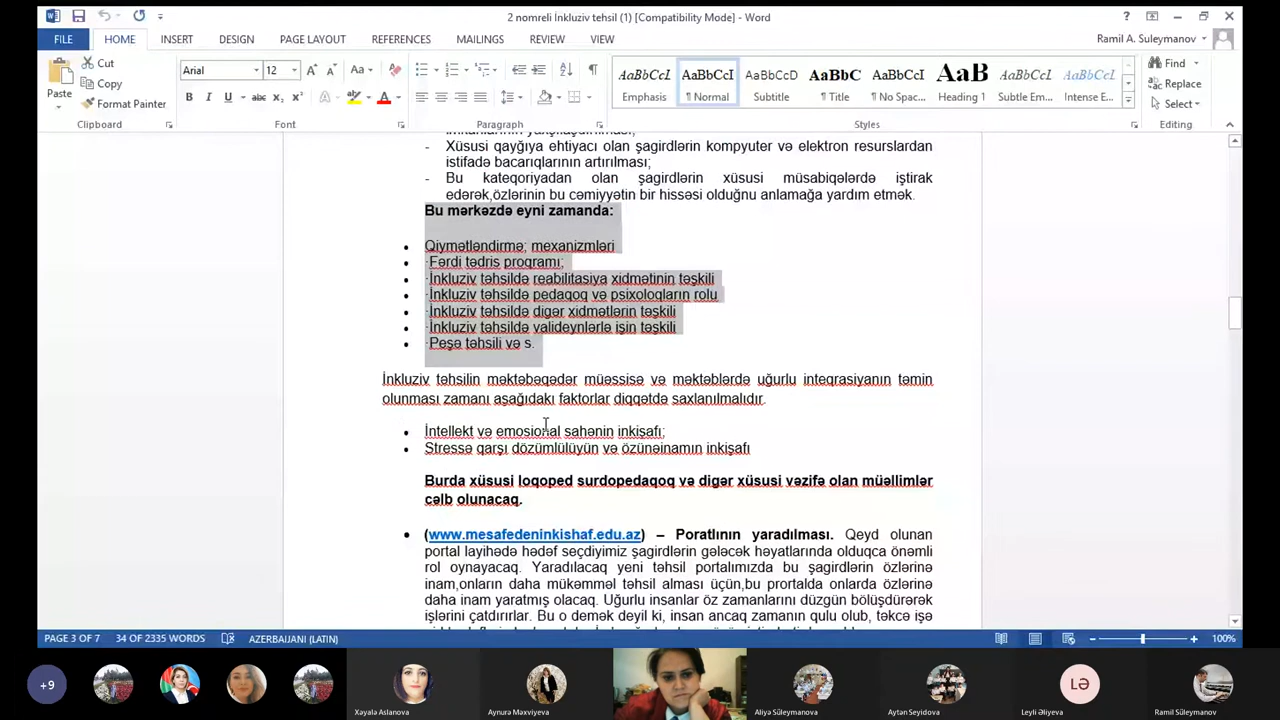 2 nomreli İnkluziv tehsil (1) [Compatibility Mode] - Word
FILE HOME INSERT DESIGN PAGE LAYOUT REFERENCES MAILINGS REVIEW VIEW
Ramil A. Suleymanov
Paste
Cut
Copy
Format Painter
Clipboard
Arial 12
Font
Paragraph
AaBbCcL AaBbCcI AaBbCcD AaBbC AaBbCcI AaB AaBbCcI AaBbCcI
Emphasis ¶ Normal Subtitle ¶ Title ¶ No Spac... Heading 1 Subtle Em... Intense E...
Styles
Find
Replace
Select
Editing
- Xüsusi qayğıya ehtiyacı olan şagirdlərin kompyuter və elektron resurslardan
istifadə bacarıqlarının artırılması;
- Bu kateqoriyadan olan şagirdlərin xüsusi müsabiqələrdə iştirak
edərək,özlərinin bu cəmiyyətin bir hissəsi olduğnu anlamağa yardım etmək.
Bu mərkəzdə eyni zamanda:
• Qiymətləndirmə; mexanizmləri
• ·Fərdi tədris proqramı;
• ·İnkluziv təhsildə reabilitasiya xidmətinin təşkili
• ·İnkluziv təhsildə pedaqoq və psixoloqların rolu
• ·İnkluziv təhsildə digər xidmətlərin təşkili
• ·İnkluziv təhsildə valideynlərlə işin təşkili
• ·Peşə təhsili və s.
İnkluziv təhsilin məktəbəqədər müəssisə və məktəblərdə uğurlu inteqrasiyanın təmin
olunması zamanı aşağıdakı faktorlar diqqətdə saxlanılmalıdır.
• İntellekt və emosional sahənin inkişafı;
• Stressə qarşı dözümlülüyün və özünəinamın inkişafı
Burda xüsusi loqoped surdopedaqoq və digər xüsusi vəzifə olan müəllimlər
cəlb olunacaq.
• (www.mesafedeninkishaf.edu.az) – Poratlının yaradılması. Qeyd olunan
portal layihədə hədəf seçdiyimiz şagirdlərin gələcək həyatlarında olduqca önəmli
rol oynayacaq. Yaradılacaq yeni təhsil portalımızda bu şagirdlərin özlərinə
inam,onların daha mükəmməl təhsil alması üçün,bu prortalda onlarda özlərinə
daha inam yaratmış olacaq. Uğurlu insanlar öz zamanlarını düzgün bölüşdürərək
işlərini çatdırırlar. Bu o demək deyil ki, insan ancaq zamanın qulu olub, təkcə işə
PAGE 3 OF 7 34 OF 2335 WORDS AZERBAIJANI (LATIN) 100%
+9
LƏ
Xəyalə Aslanova Aynurə Məxviyeva Aliyə Süleymanova Aytən Seyidova Leyli Əliyeva Ramil Süleymanov